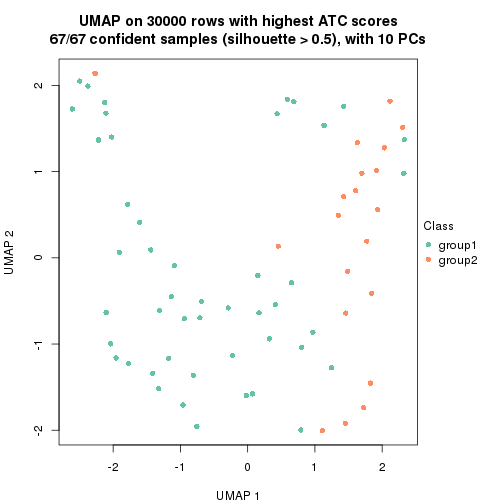 UMAP on 30000 rows with highest ATC scores
67/67 confident samples (silhouette > 0.5), with 10 PCs
2
1
0
-1
-2
UMAP 2
Class
group1
group2
-2 -1 0 1 2
UMAP 1